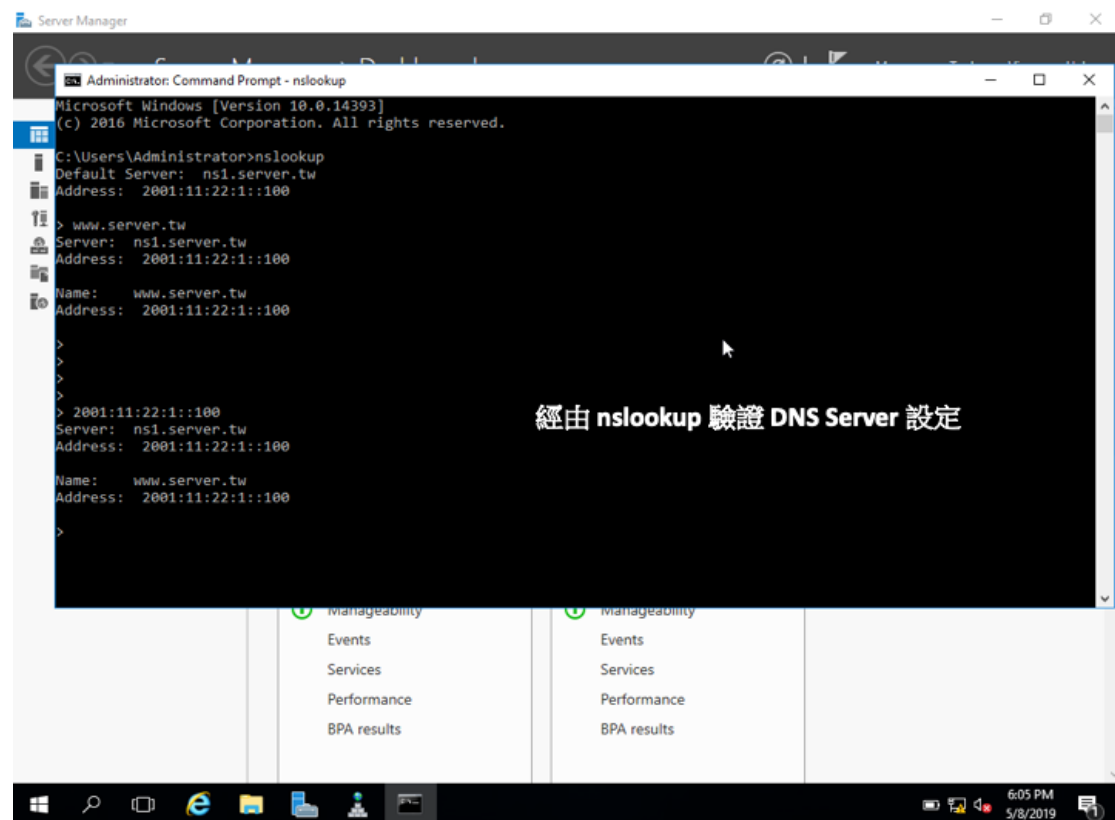 Server Manager
Administrator: Command Prompt - nslookup
Microsoft Windows [Version 10.0.14393]
(c) 2016 Microsoft Corporation. All rights reserved.
C:\Users\Administrator>nslookup
Default Server:  ns1.server.tw
Address:  2001:11:22:1::100
> www.server.tw
Server:  ns1.server.tw
Address:  2001:11:22:1::100
Name:    www.server.tw
Address:  2001:11:22:1::100
>
>
>
>
> 2001:11:22:1::100
Server:  ns1.server.tw
Address:  2001:11:22:1::100
Name:    www.server.tw
Address:  2001:11:22:1::100
>
經由 nslookup 驗證 DNS Server 設定
Manageability
Events
Services
Performance
BPA results
Manageability
Events
Services
Performance
BPA results
6:05 PM
5/8/2019
1